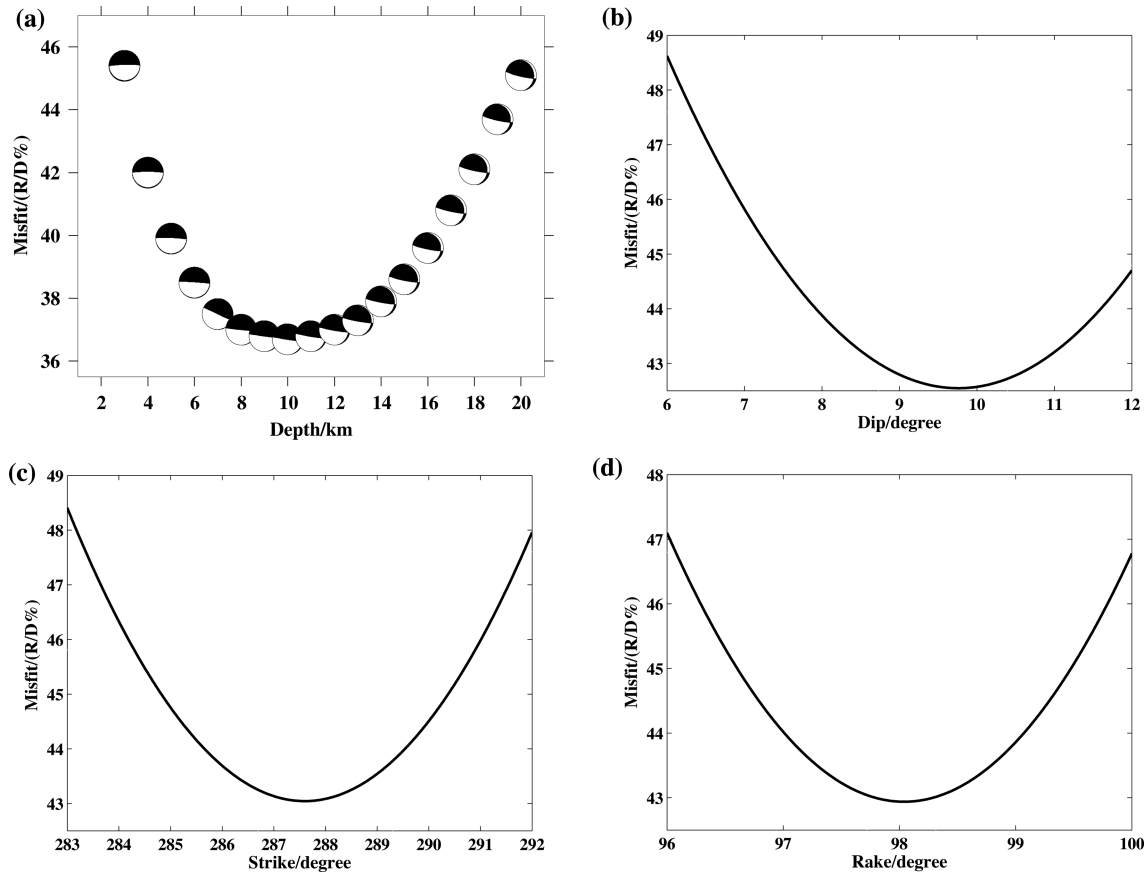 (a)
46
44
42
40
38
36
Misfit/(R/D%)
2 4 6 8 10 12 14 16 18 20
Depth/km
(b)
49
48
47
46
45
44
43
Misfit/(R/D%)
6 7 8 9 10 11 12
Dip/degree
(c)
49
48
47
46
45
44
43
Misfit/(R/D%)
283 284 285 286 287 288 289 290 291 292
Strike/degree
(d)
48
47
46
45
44
43
Misfit/(R/D%)
96 97 98 99 100
Rake/degree